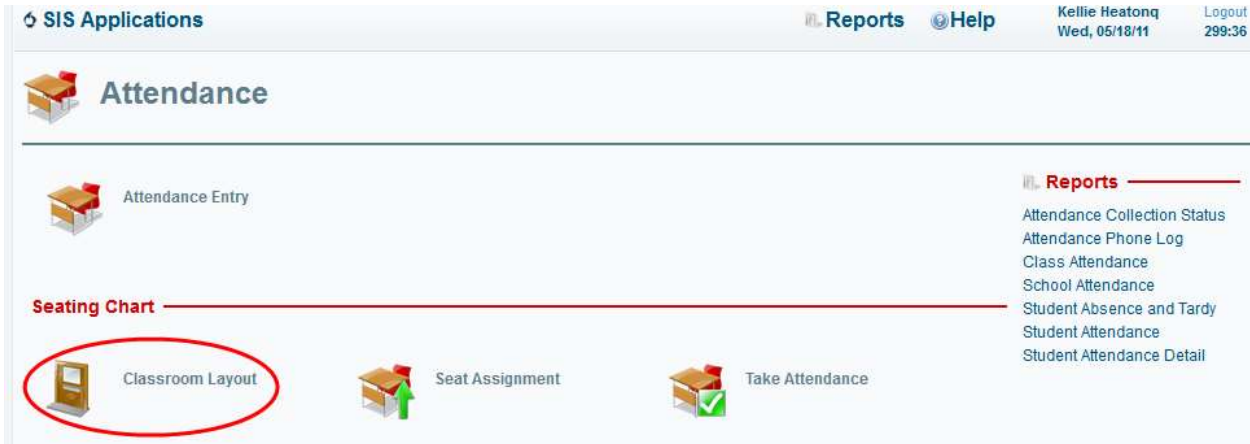 SIS Applications
Reports
Help
Kellie Heatonq
Wed, 05/18/11
Logout
299:36
Attendance
Attendance Entry
Seating Chart
Classroom Layout
Seat Assignment
Take Attendance
Reports
Attendance Collection Status
Attendance Phone Log
Class Attendance
School Attendance
Student Absence and Tardy
Student Attendance
Student Attendance Detail